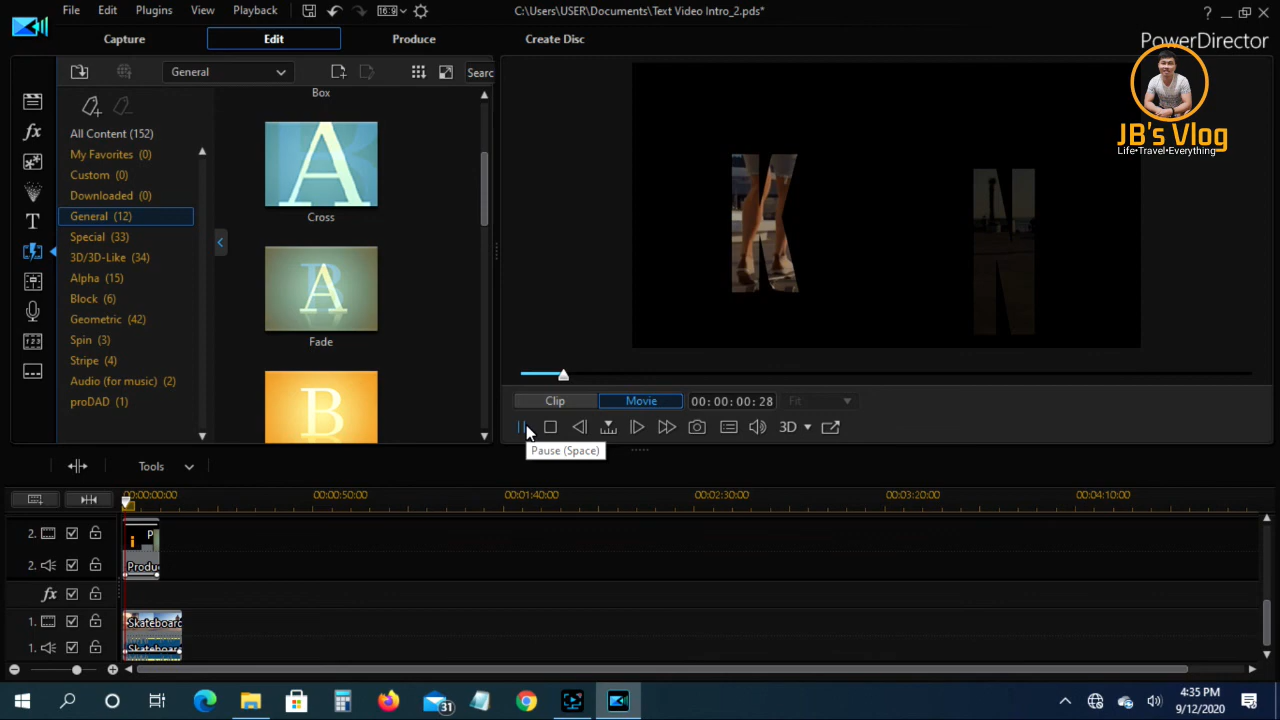 File Edit Plugins View Playback 16:9 C:\Users\USER\Documents\Text Video Intro_2.pds*
Capture Edit Produce Create Disc PowerDirector
General Searc
Box
All Content (152)
My Favorites (0)
Custom (0)
Downloaded (0)
General (12)
Special (33)
3D/3D-Like (34)
Alpha (15)
Block (6)
Geometric (42)
Spin (3)
Stripe (4)
Audio (for music) (2)
proDAD (1)
A
Cross
B A
Fade
B
K N
JB's Vlog
Life•Travel•Everything
Clip Movie 00:00:00:28 Fit
3D
Pause (Space)
Tools
00:00:00:00 00:00:50:00 00:01:40:00 00:02:30:00 00:03:20:00 00:04:10:00
2. P
2. Produ
fx
1. Skateboard
1. Skateboard
31
4:35 PM
9/12/2020